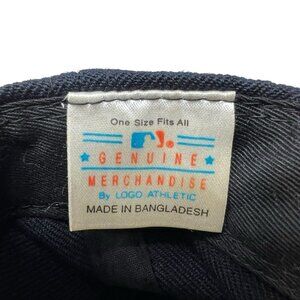 One Size Fits All
GENUINE
MERCHANDISE
By LOGO ATHLETIC
MADE IN BANGLADESH